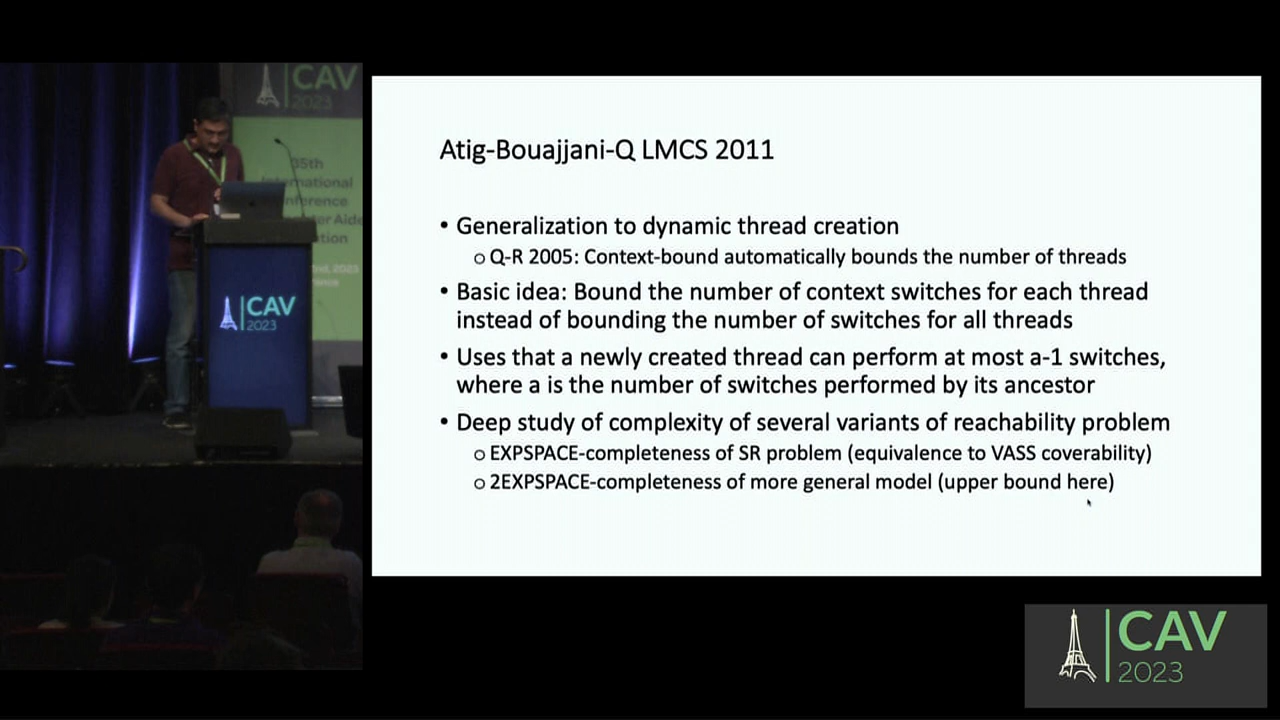 CAV
2023
35th
International
Conference
tion
CAV
2023
Atig-Bouajjani-Q LMCS 2011
• Generalization to dynamic thread creation
o Q-R 2005: Context-bound automatically bounds the number of threads
• Basic idea: Bound the number of context switches for each thread
instead of bounding the number of switches for all threads
• Uses that a newly created thread can perform at most a-1 switches,
where a is the number of switches performed by its ancestor
• Deep study of complexity of several variants of reachability problem
o EXPSPACE-completeness of SR problem (equivalence to VASS coverability)
o 2EXPSPACE-completeness of more general model (upper bound here)
CAV
2023